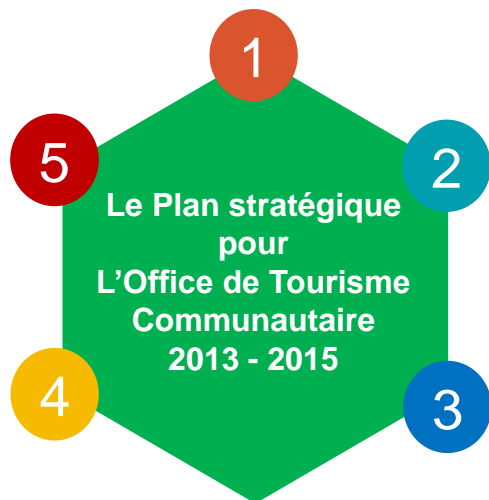 1
5
2
Le Plan stratégique
pour
L’Office de Tourisme
Communautaire
2013 - 2015
4
3